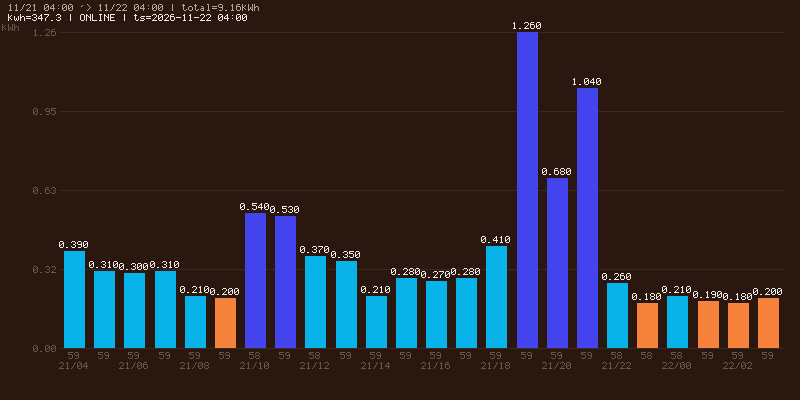 11/21 04:00 -> 11/22 04:00 | total=9.16kWh
Kwh=347.3 | ONLINE | ts=2026-11-22 04:00
kWh
1.26
0.95
0.63
0.32
0.00
0.390 0.310 0.300 0.310 0.210 0.200 0.540 0.530 0.370 0.350 0.210 0.280 0.270 0.280 0.410 1.260 0.680 1.040 0.260 0.180 0.210 0.190 0.180 0.200
59 59 59 59 59 59 58 59 59 59 59 59 59 59 59 59 59 59 58 58 58 59 59 59
21/04 21/06 21/08 21/10 21/12 21/14 21/16 21/18 21/20 21/22 22/00 22/02